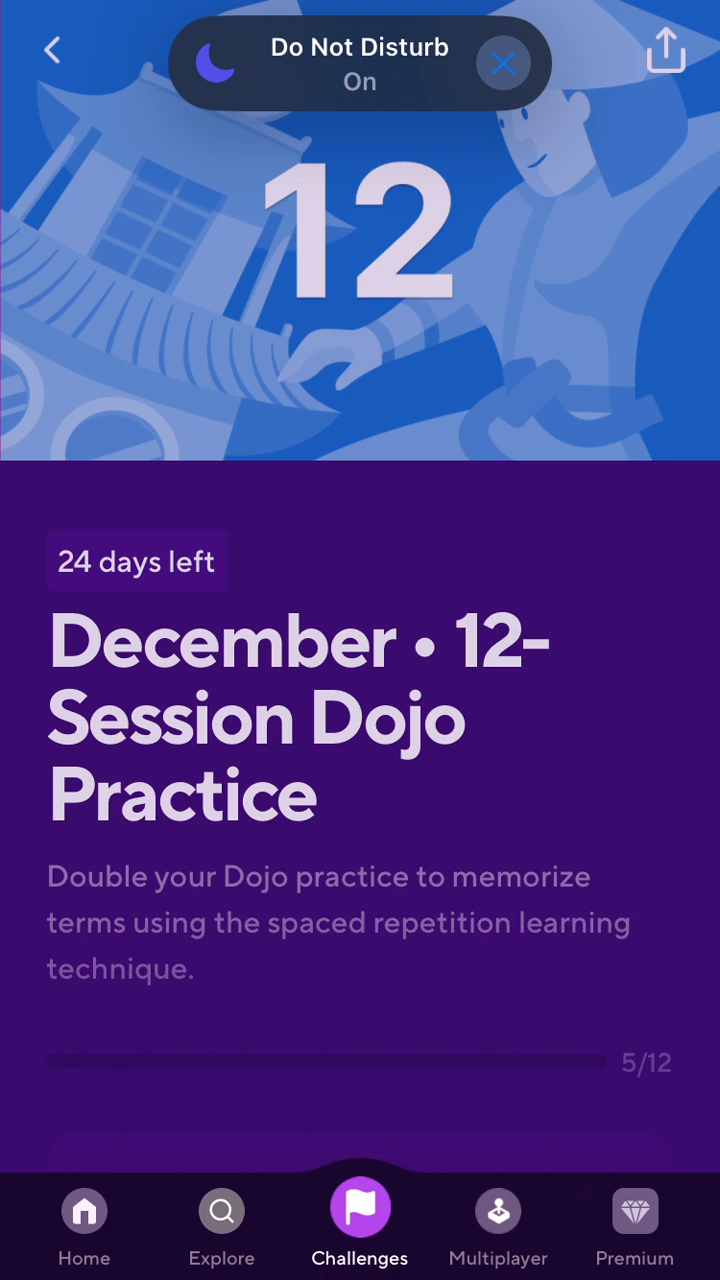 Do Not Disturb
On
12
24 days left
December • 12-
Session Dojo
Practice
Double your Dojo practice to memorize
terms using the spaced repetition learning
technique.
5/12
Home
Explore
Challenges
Multiplayer
Premium